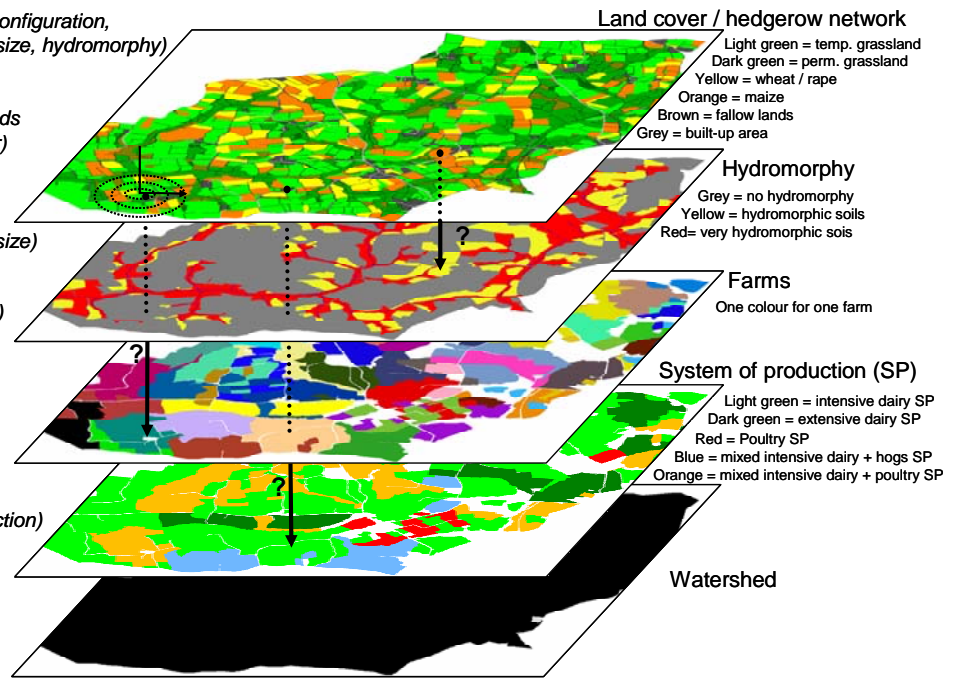 onfiguration,
size, hydromorphy)
ds
r)
size)
)
ction)
Land cover / hedgerow network
Light green = temp. grassland
Dark green = perm. grassland
Yellow = wheat / rape
Orange = maize
Brown = fallow lands
Grey = built-up area
Hydromorphy
Grey = no hydromorphy
Yellow = hydromorphic soils
Red= very hydromorphic sois
?
Farms
One colour for one farm
?
System of production (SP)
Light green = intensive dairy SP
Dark green = extensive dairy SP
Red = Poultry SP
Blue = mixed intensive dairy + hogs SP
Orange = mixed intensive dairy + poultry SP
?
Watershed